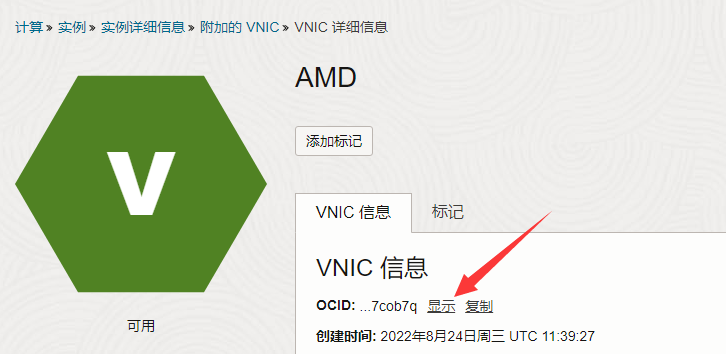 计算 » 实例 » 实例详细信息 » 附加的 VNIC » VNIC 详细信息
AMD
V
添加标记
VNIC 信息 标记
VNIC 信息
OCID: ...7cob7q 显示 复制
可用
创建时间: 2022年8月24日周三 UTC 11:39:27